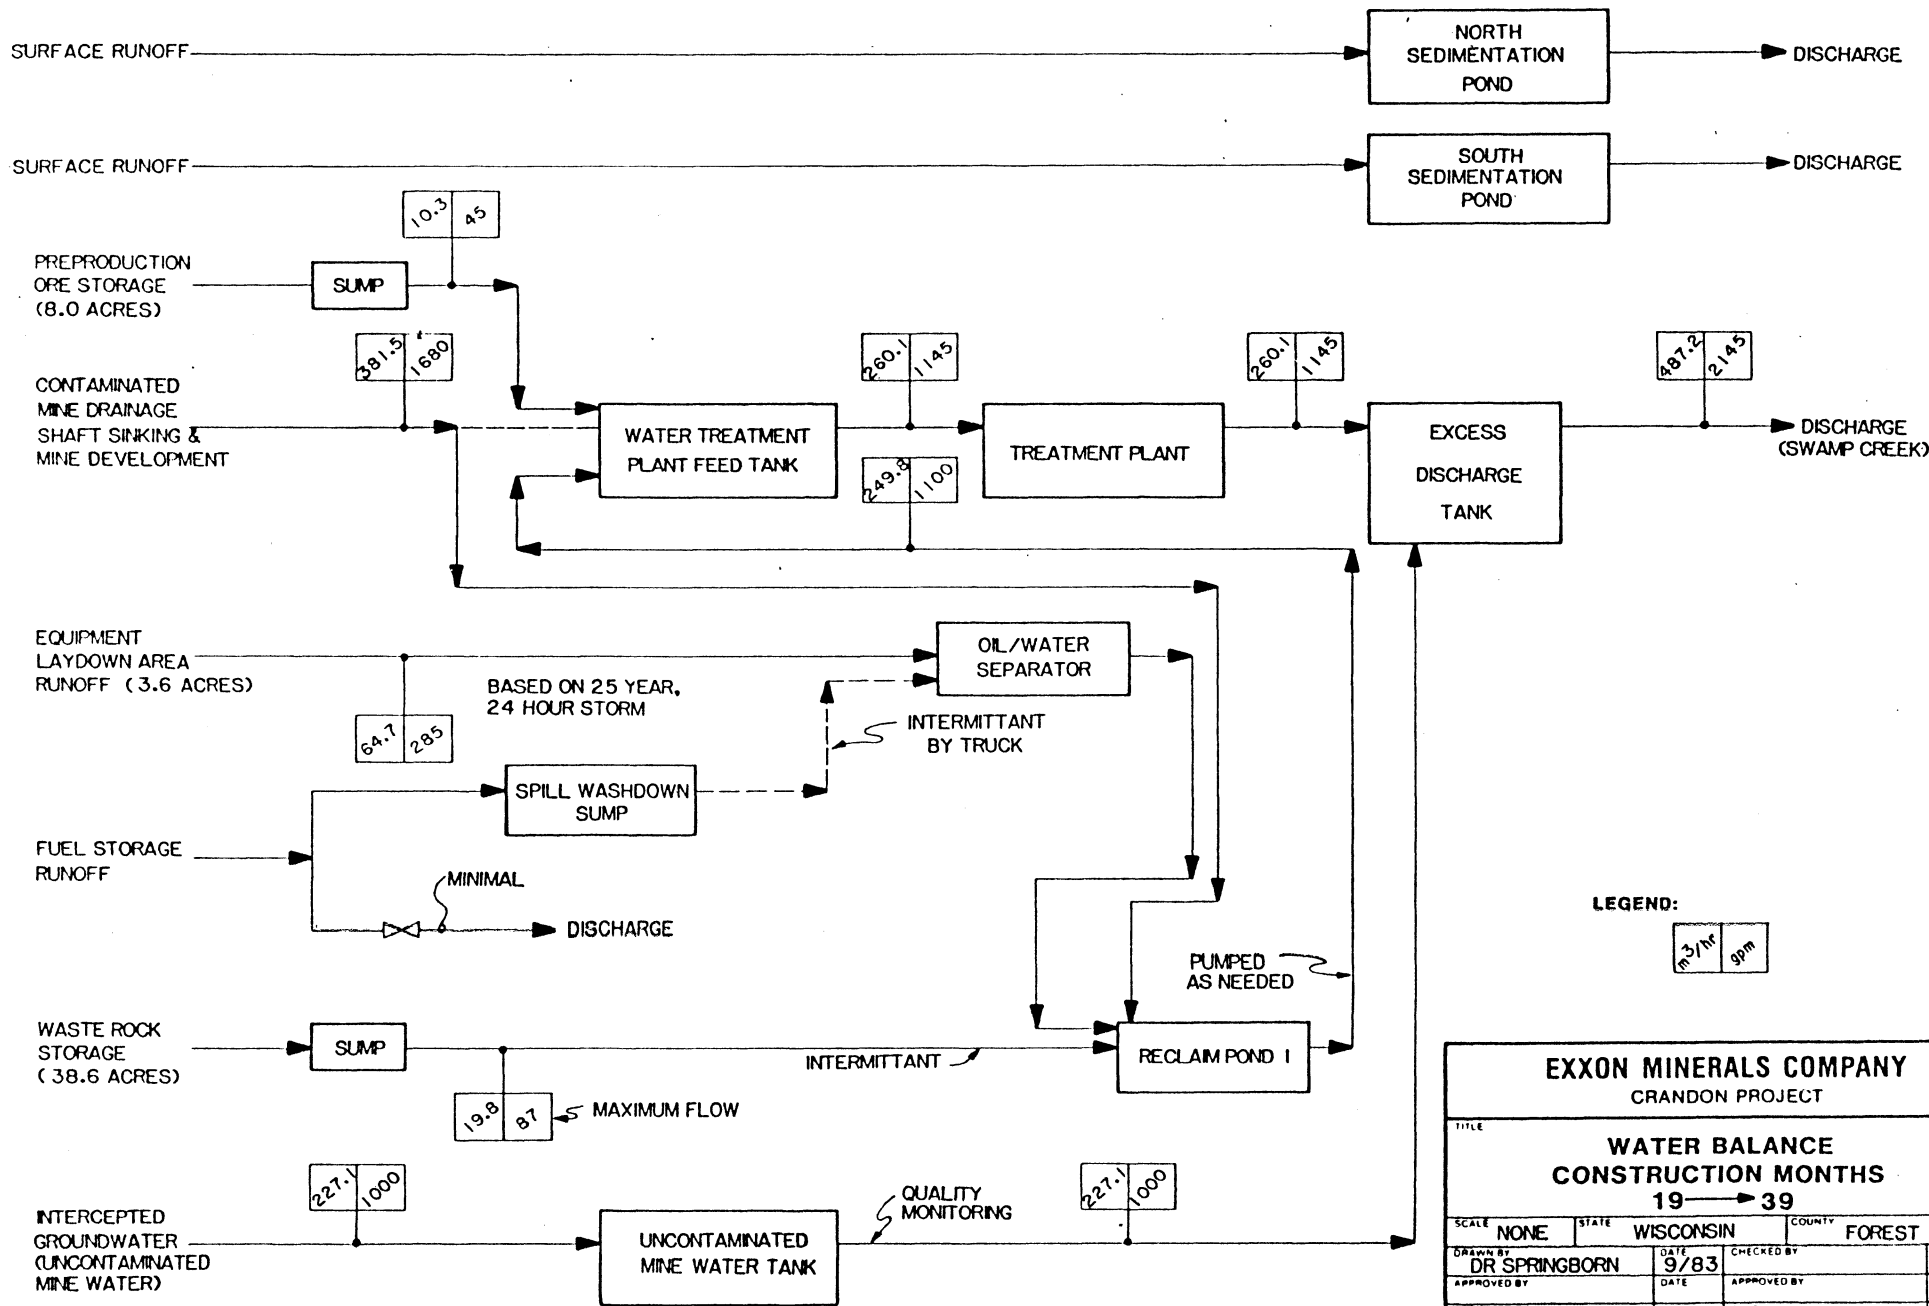 SURFACE RUNOFF
NORTH
SEDIMENTATION
POND
DISCHARGE
SURFACE RUNOFF
SOUTH
SEDIMENTATION
POND
DISCHARGE
10.3 45
PREPRODUCTION
ORE STORAGE
(8.0 ACRES)
SUMP
381.5 1680
260.1 1145
260.1 1145
487.2 2145
CONTAMINATED
MINE DRAINAGE
SHAFT SINKING &
MINE DEVELOPMENT
WATER TREATMENT
PLANT FEED TANK
TREATMENT PLANT
EXCESS
DISCHARGE
TANK
DISCHARGE
(SWAMP CREEK)
249.8 1100
EQUIPMENT
LAYDOWN AREA
RUNOFF (3.6 ACRES)
OIL/WATER
SEPARATOR
BASED ON 25 YEAR,
24 HOUR STORM
64.7 285
INTERMITTANT
BY TRUCK
SPILL WASHDOWN
SUMP
FUEL STORAGE
RUNOFF
MINIMAL
DISCHARGE
LEGEND:
m3/hr gpm
PUMPED
AS NEEDED
WASTE ROCK
STORAGE
(38.6 ACRES)
SUMP
INTERMITTANT
RECLAIM POND 1
19.8 87
MAXIMUM FLOW
227.1 1000
227.1 1000
QUALITY
MONITORING
INTERCEPTED
GROUNDWATER
(UNCONTAMINATED
MINE WATER)
UNCONTAMINATED
MINE WATER TANK
EXXON MINERALS COMPANY
CRANDON PROJECT
TITLE
WATER BALANCE
CONSTRUCTION MONTHS
19 → 39
SCALE NONE STATE WISCONSIN COUNTY FOREST
DRAWN BY DR SPRINGBORN DATE 9/83 CHECKED BY
APPROVED BY DATE APPROVED BY